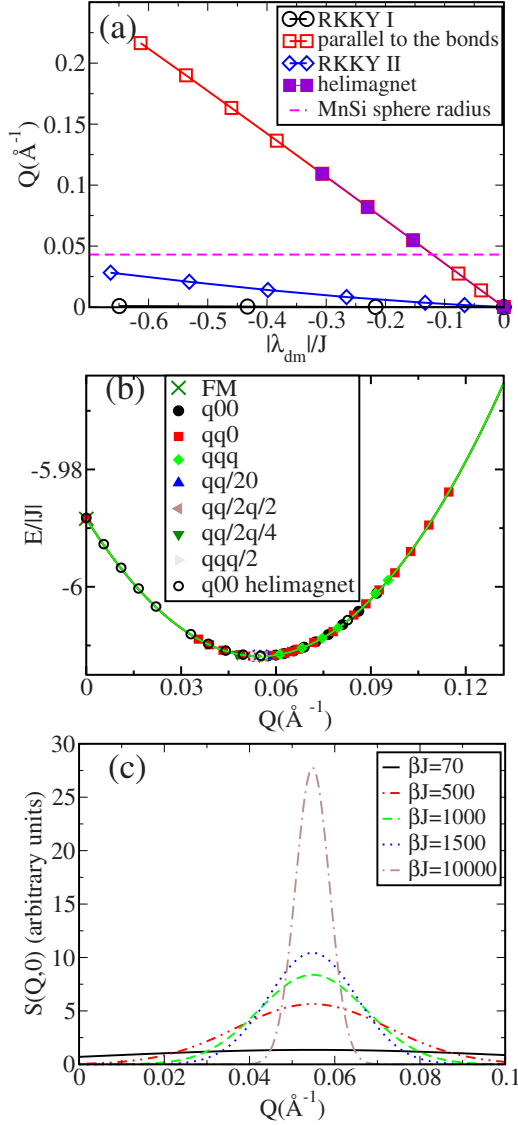 (a)
RKKY I
parallel to the bonds
RKKY II
helimagnet
MnSi sphere radius
0.2
0.15
0.1
0.05
0
Q(Å⁻¹)
-0.6 -0.5 -0.4 -0.3 -0.2 -0.1 0
|λdm|/J
(b)
FM
q00
qq0
qqq
qq/20
qq/2q/2
qq/2q/4
qqq/2
q00 helimagnet
-5.98
-6
E/|J|
0 0.03 0.06 0.09 0.12
Q(Å⁻¹)
(c)
βJ=70
βJ=500
βJ=1000
βJ=1500
βJ=10000
30
25
20
15
10
5
0
S(Q,0) (arbitrary units)
0 0.02 0.04 0.06 0.08 0.1
Q(Å⁻¹)